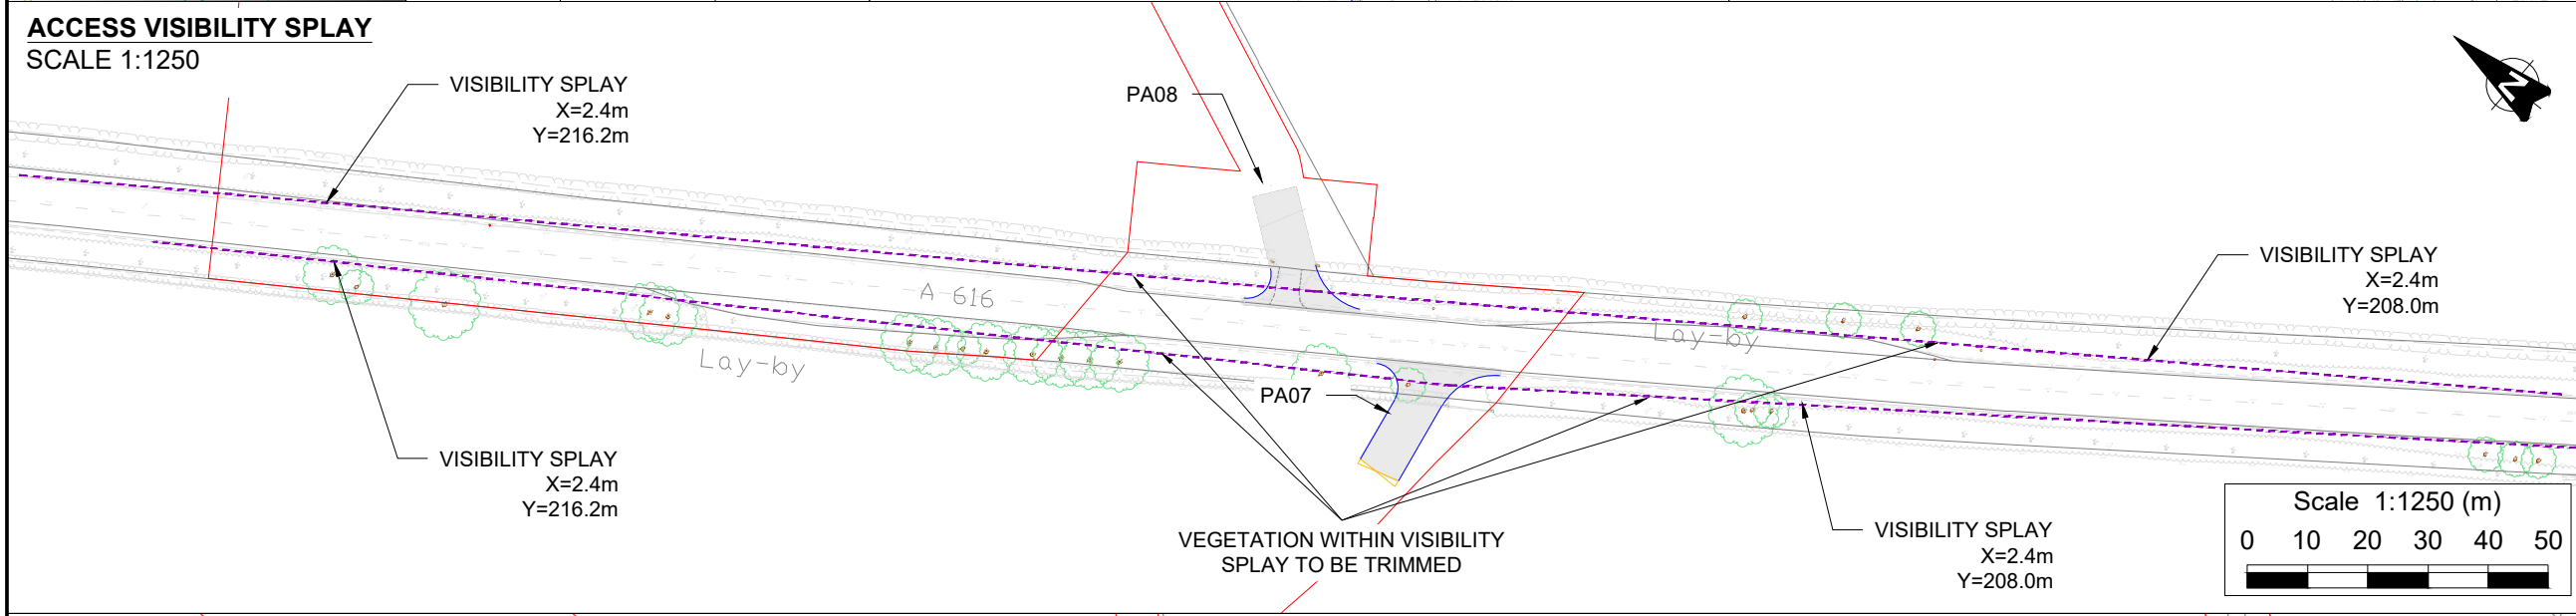 ACCESS VISIBILITY SPLAY
SCALE 1:1250
VISIBILITY SPLAY
X=2.4m
Y=216.2m
PA08
N
A 616
Lay-by
Lay-by
VISIBILITY SPLAY
X=2.4m
Y=208.0m
PA07
VISIBILITY SPLAY
X=2.4m
Y=216.2m
VEGETATION WITHIN VISIBILITY
SPLAY TO BE TRIMMED
VISIBILITY SPLAY
X=2.4m
Y=208.0m
Scale 1:1250 (m)
0 10 20 30 40 50